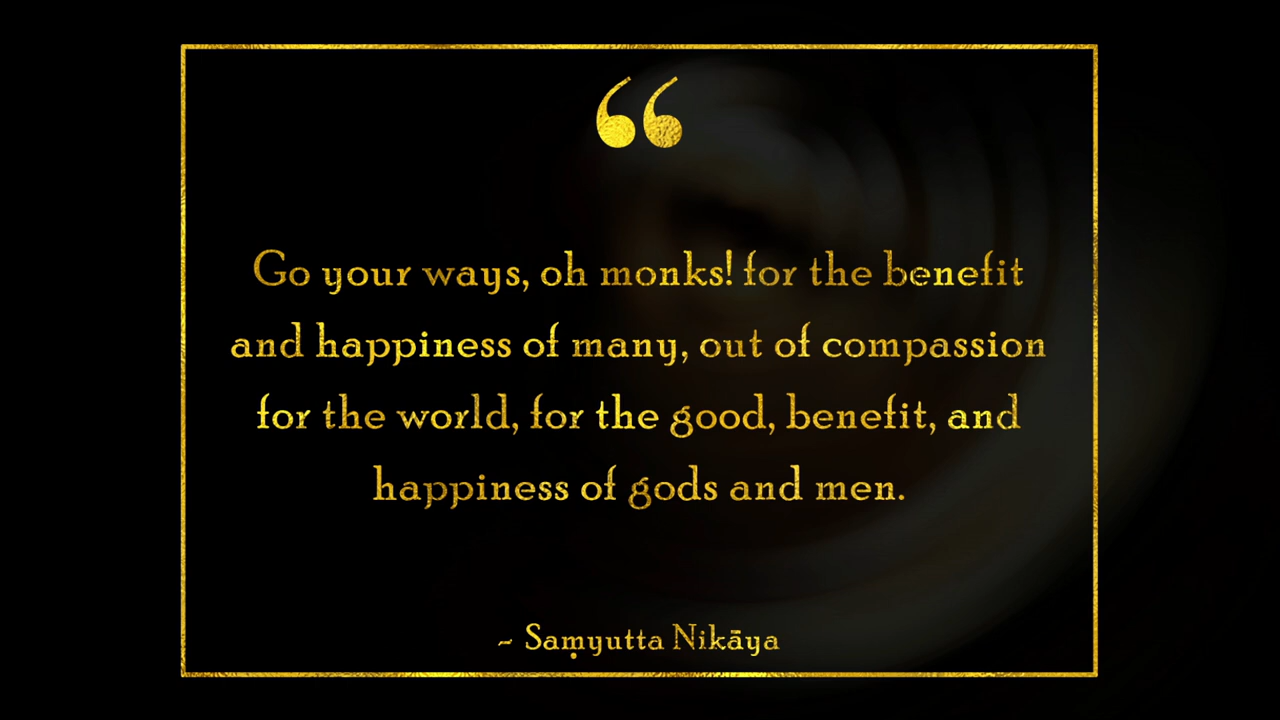 “
Go your ways, oh monks! for the benefit
and happiness of many, out of compassion
for the world, for the good, benefit, and
happiness of gods and men.
~ Saṃyutta Nikāya